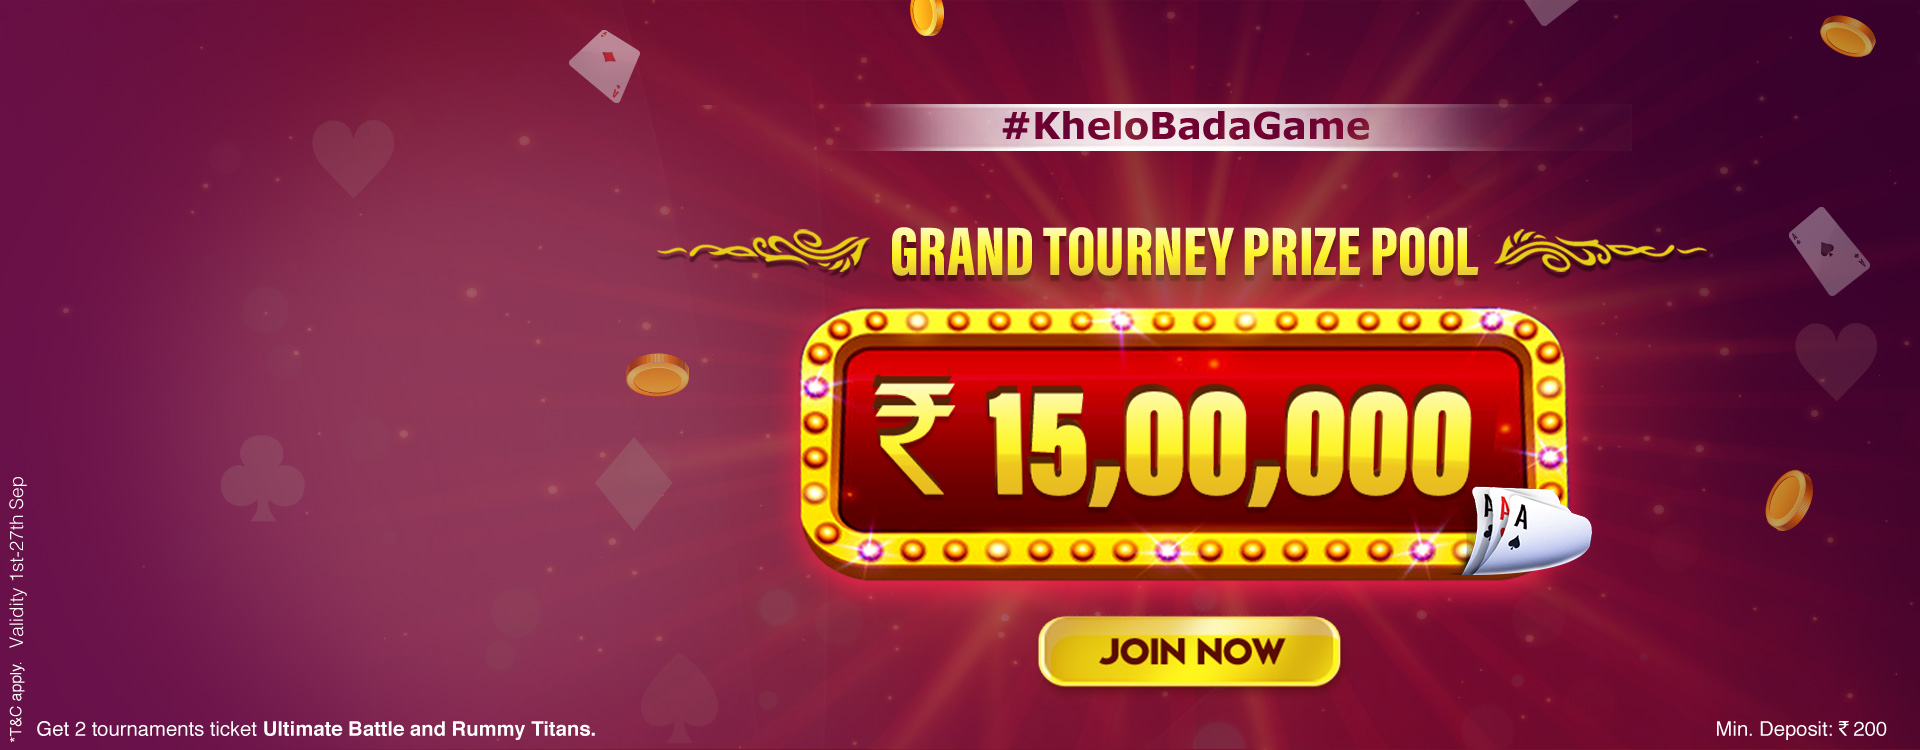 #KheloBadaGame
GRAND TOURNEY PRIZE POOL
₹ 15,00,000
A A A
JOIN NOW
*T&C apply. Validity 1st-27th Sep
Get 2 tournaments ticket Ultimate Battle and Rummy Titans.
Min. Deposit: ₹ 200